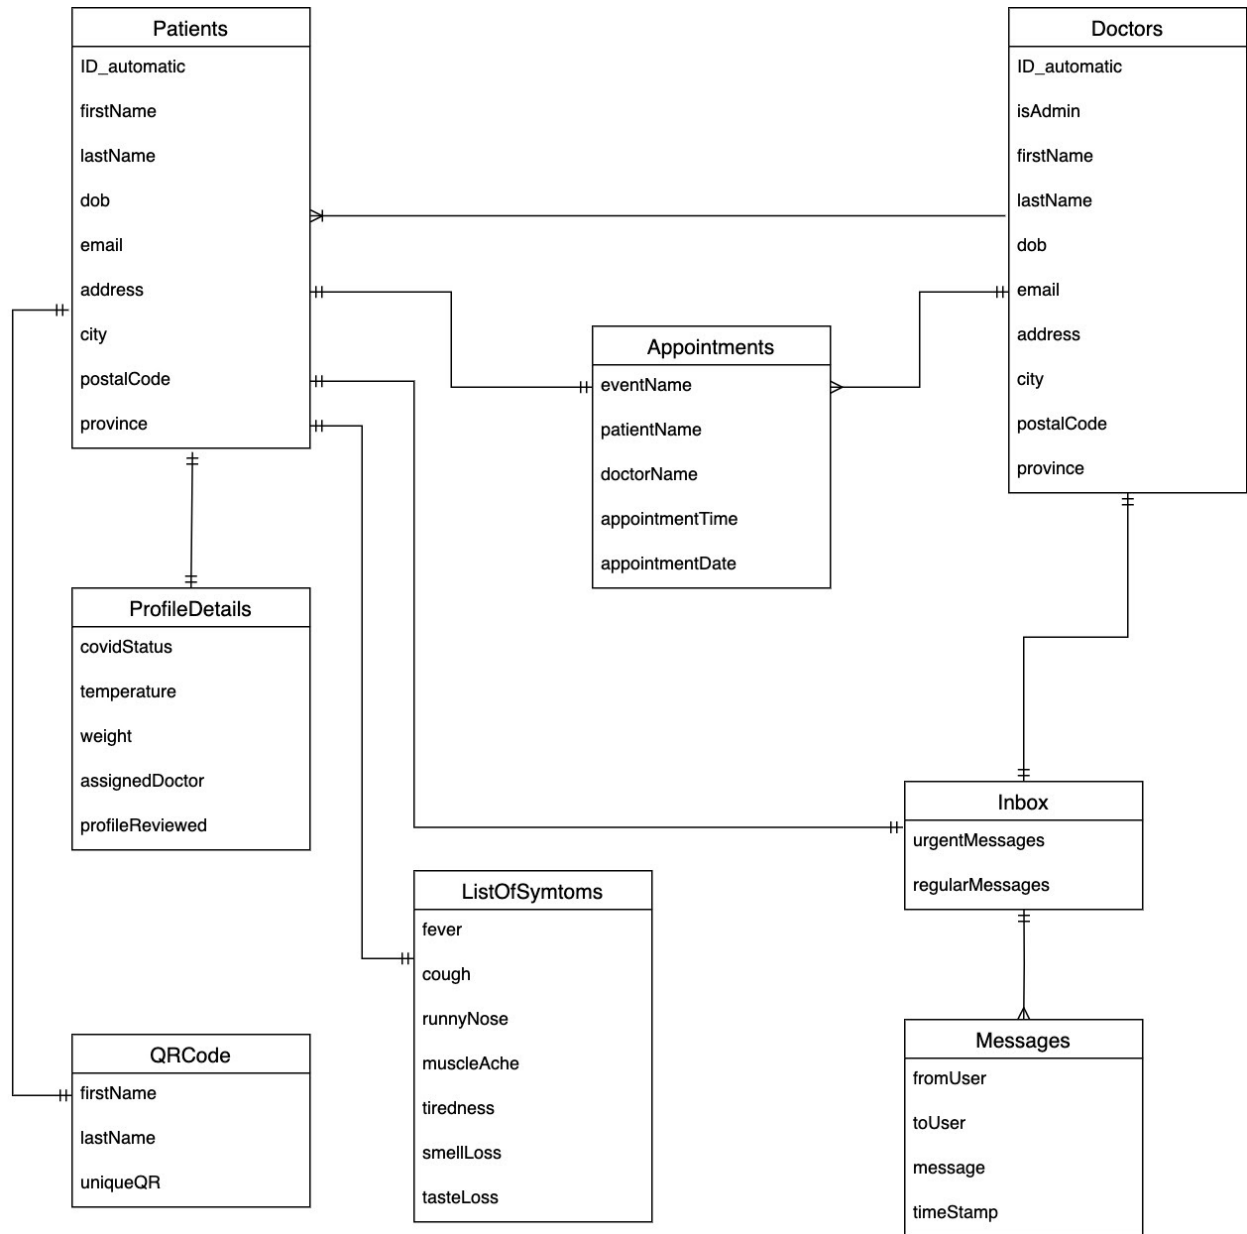 Patients
ID_automatic
firstName
lastName
dob
email
address
city
postalCode
province
Doctors
ID_automatic
isAdmin
firstName
lastName
dob
email
address
city
postalCode
province
Appointments
eventName
patientName
doctorName
appointmentTime
appointmentDate
ProfileDetails
covidStatus
temperature
weight
assignedDoctor
profileReviewed
Inbox
urgentMessages
regularMessages
ListOfSymtoms
fever
cough
runnyNose
muscleAche
tiredness
smellLoss
tasteLoss
QRCode
firstName
lastName
uniqueQR
Messages
fromUser
toUser
message
timeStamp